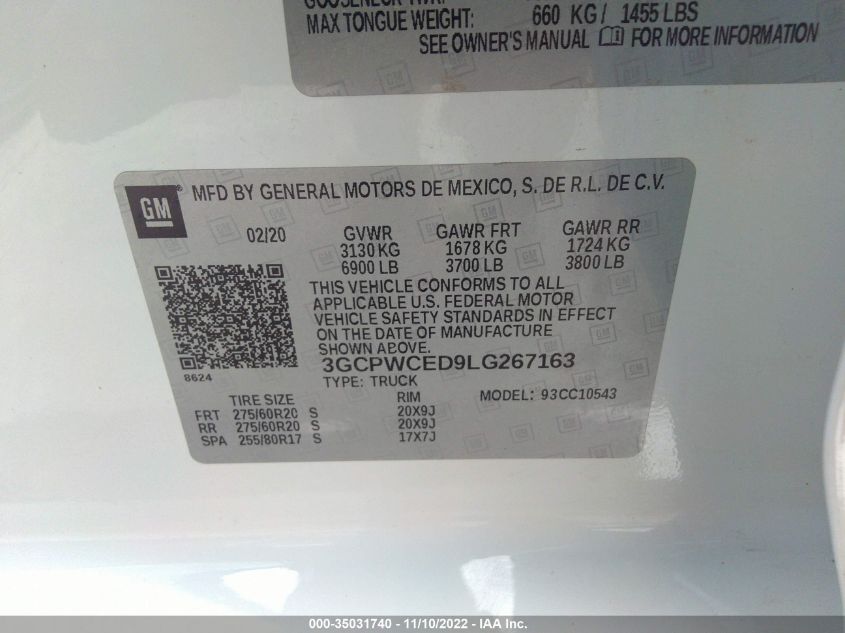 MAX TONGUE WEIGHT: 660 KG/ 1455 LBS
SEE OWNER'S MANUAL FOR MORE INFORMATION
GM
GM MFD BY GENERAL MOTORS DE MEXICO, S. DE R.L. DE C.V.
02/20 GVWR GAWR FRT GAWR RR
3130 KG 1678 KG 1724 KG
6900 LB 3700 LB 3800 LB
THIS VEHICLE CONFORMS TO ALL
APPLICABLE U.S. FEDERAL MOTOR
VEHICLE SAFETY STANDARDS IN EFFECT
ON THE DATE OF MANUFACTURE
SHOWN ABOVE.
8624 3GCPWCED9LG267163
TYPE: TRUCK MODEL: 93CC10543
TIRE SIZE RIM
FRT 275/60R20 S 20X9J
RR 275/60R20 S 20X9J
SPA 255/80R17 S 17X7J
000-35031740 - 11/10/2022 - IAA Inc.